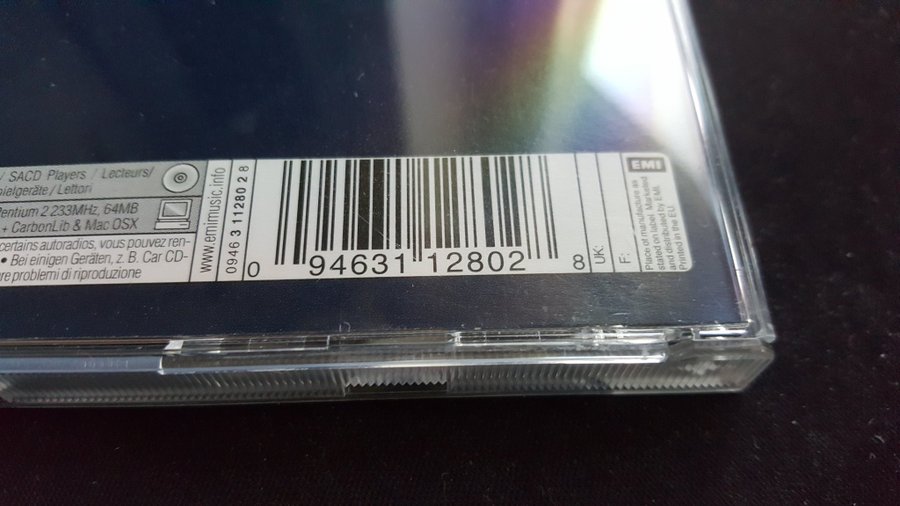 / SACD Players / Lecteurs/
pielgeräte / Lettori
Pentium 2 233MHz, 64MB
+ CarbonLib & Mac OSX
certains autoradios, vous pouvez ren-
• Bei einigen Geräten, z. B. Car CD-
are problemi di riproduzione
www.emimusic.info
0946 3 112802 8
0 94631 12802 8
UK:
F:
EMI
Place of manufacture as
stated on label. Marketed
and distributed by EMI.
Printed in the EU.